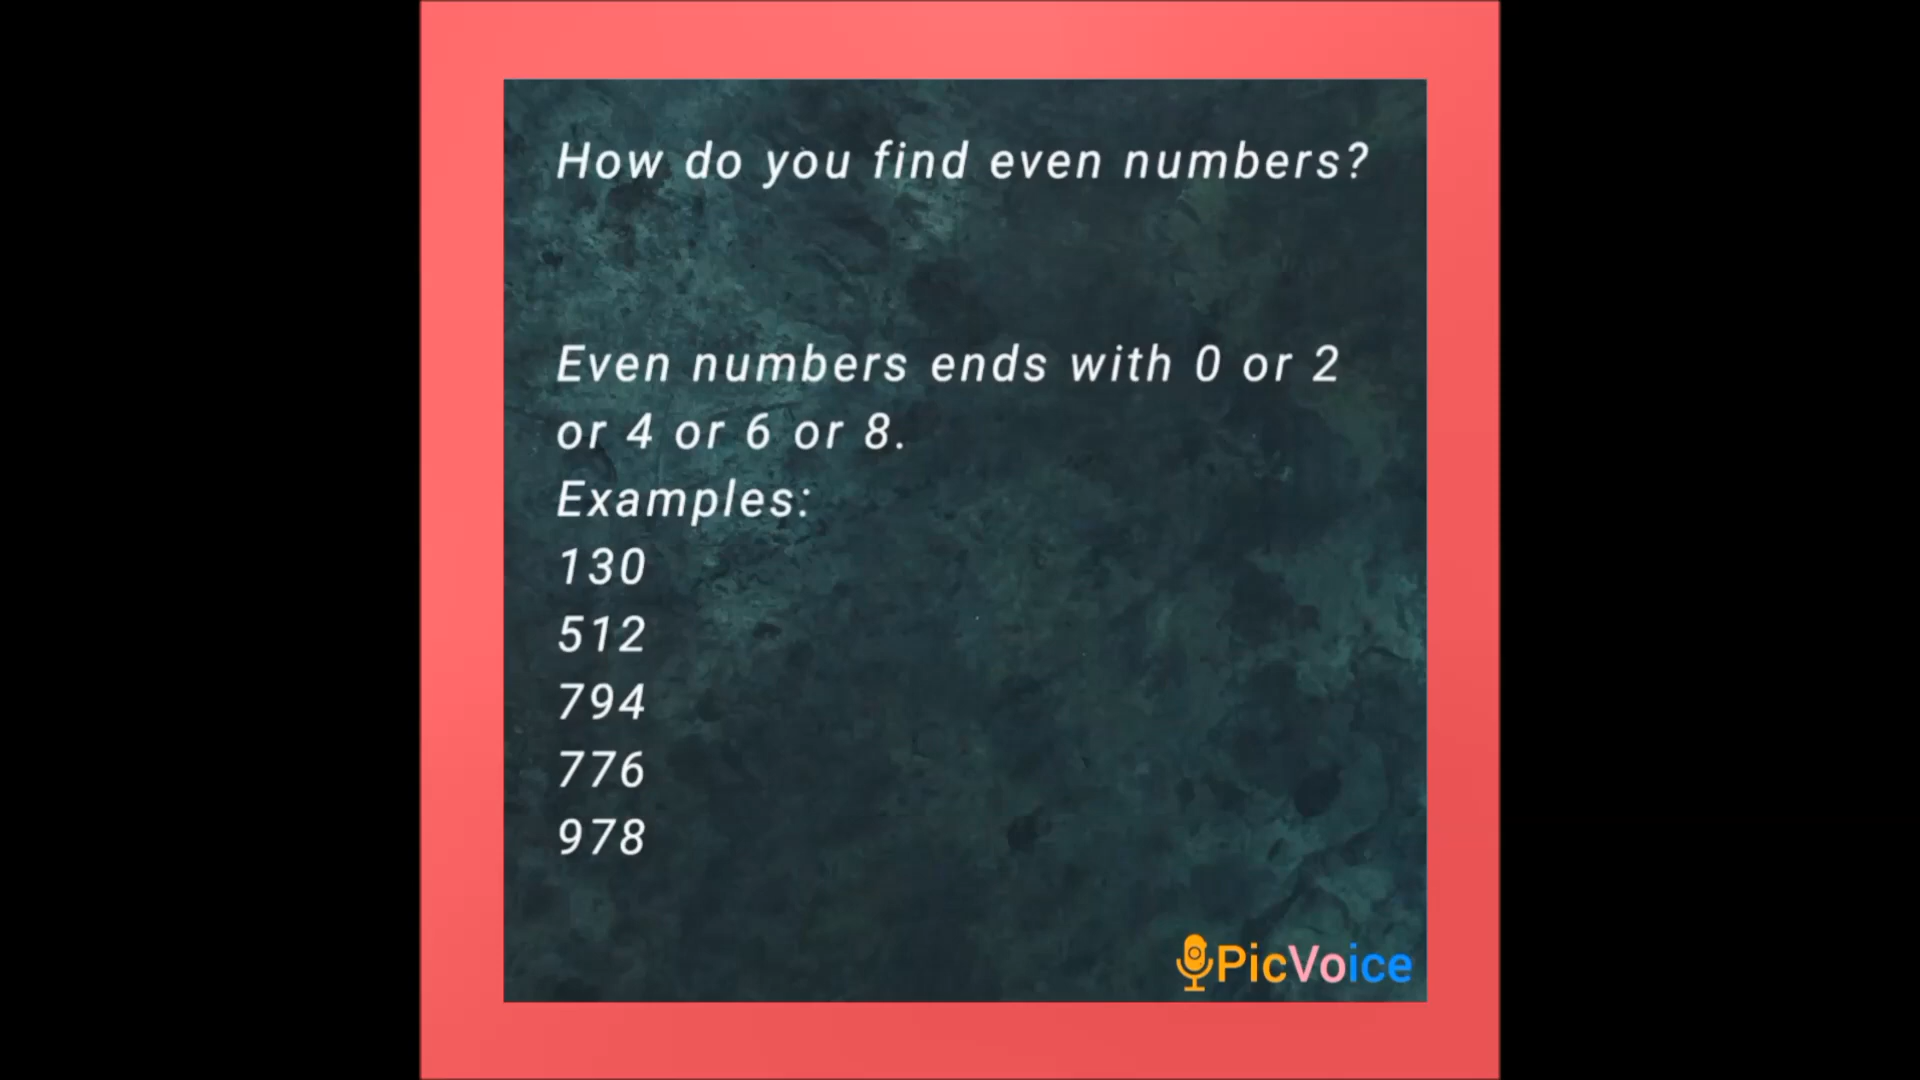 How do you find even numbers?
Even numbers ends with 0 or 2
or 4 or 6 or 8.
Examples:
130
512
794
776
978
PicVoice